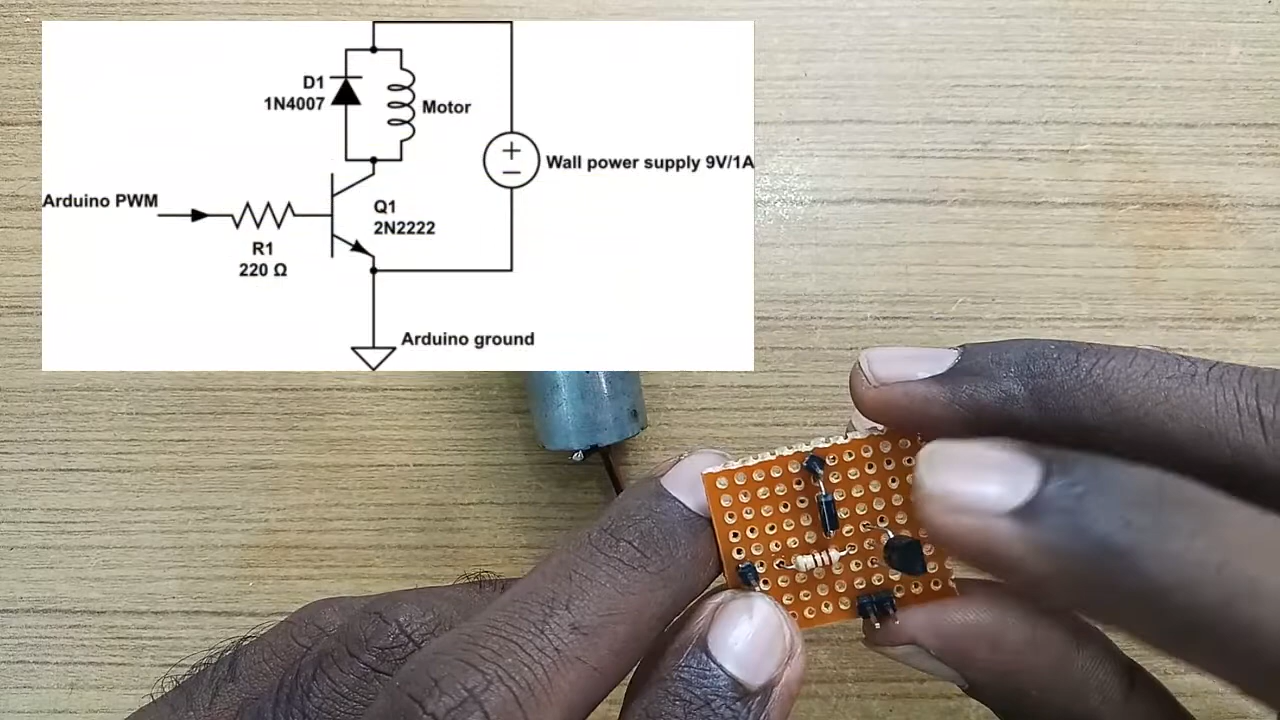 D1
1N4007
Motor
Wall power supply 9V/1A
Arduino PWM
Q1
2N2222
R1
220 Ω
Arduino ground